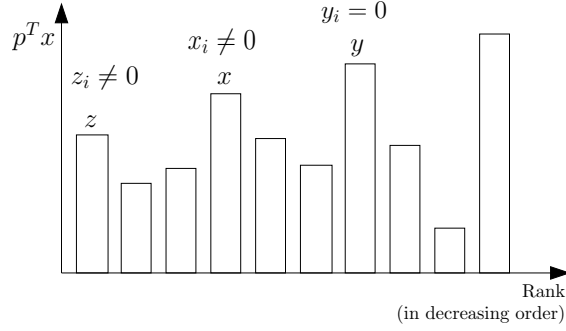 y_i = 0
p^T x
x_i ≠ 0
y
z_i ≠ 0
x
z
Rank
(in decreasing order)